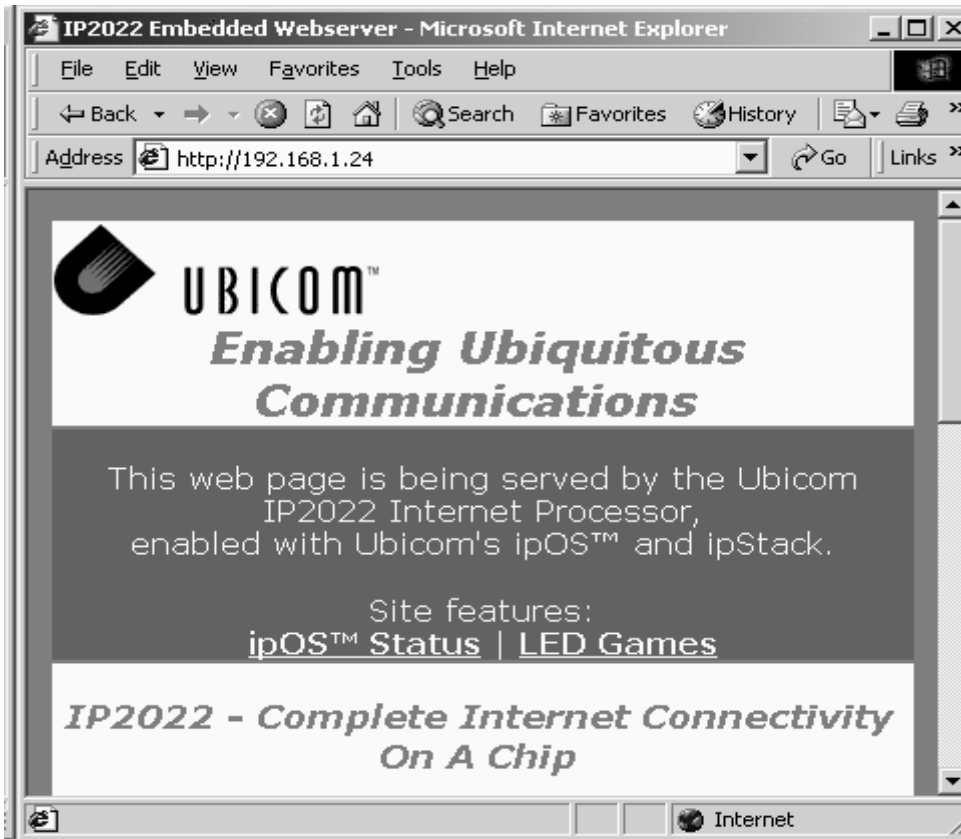 IP2022 Embedded Webserver - Microsoft Internet Explorer
File Edit View Favorites Tools Help
Back Search Favorites History »
Address http://192.168.1.24 Go Links »
UBICOM™
Enabling Ubiquitous
Communications
This web page is being served by the Ubicom
IP2022 Internet Processor,
enabled with Ubicom's ipOS™ and ipStack.
Site features:
ipOS™ Status | LED Games
IP2022 - Complete Internet Connectivity
On A Chip
Internet